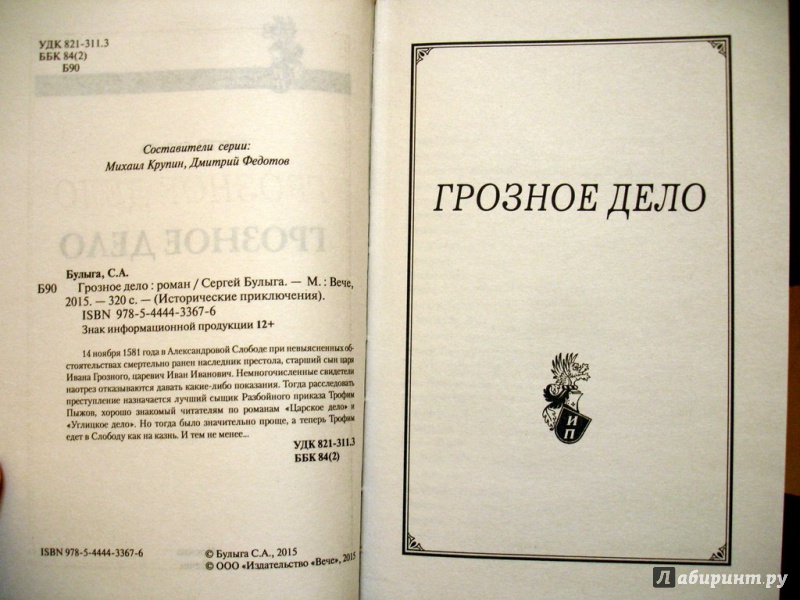 УДК 821-311.3
ББК 84(2)
Б90
Составители серии:
Михаил Крупин, Дмитрий Федотов
Булыга, С.А.
Б90 Грозное дело : роман / Сергей Булыга. — М. : Вече,
2015. — 320 с. — (Исторические приключения).
ISBN 978-5-4444-3367-6
Знак информационной продукции 12+
14 ноября 1581 года в Александровой Слободе при невыясненных об-
стоятельствах смертельно ранен наследник престола, старший сын царя
Ивана Грозного, царевич Иван Иванович. Немногочисленные свидетели
наотрез отказываются давать какие-либо показания. Тогда расследовать
преступление назначается лучший сыщик Разбойного приказа Трофим
Пыжов, хорошо знакомый читателям по романам «Царское дело» и
«Углицкое дело». Но тогда было значительно проще, а теперь Трофим
едет в Слободу как на казнь. И тем не менее...
УДК 821-311.3
ББК 84(2)
ISBN 978-5-4444-3367-6
© Булыга С.А., 2015
© ООО «Издательство «Вече», 2015
ГРОЗНОЕ ДЕЛО
И
П
Лабиринт.ру